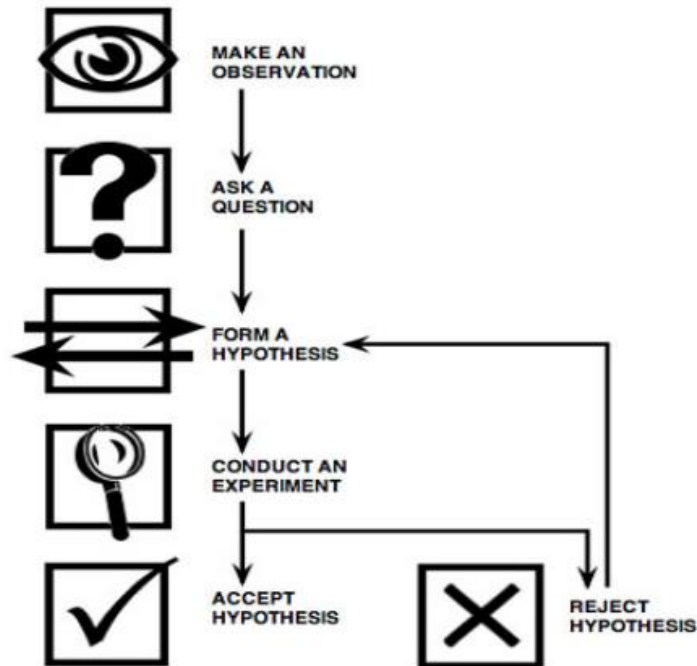 MAKE AN
OBSERVATION
ASK A
QUESTION
FORM A
HYPOTHESIS
CONDUCT AN
EXPERIMENT
ACCEPT
HYPOTHESIS
REJECT
HYPOTHESIS